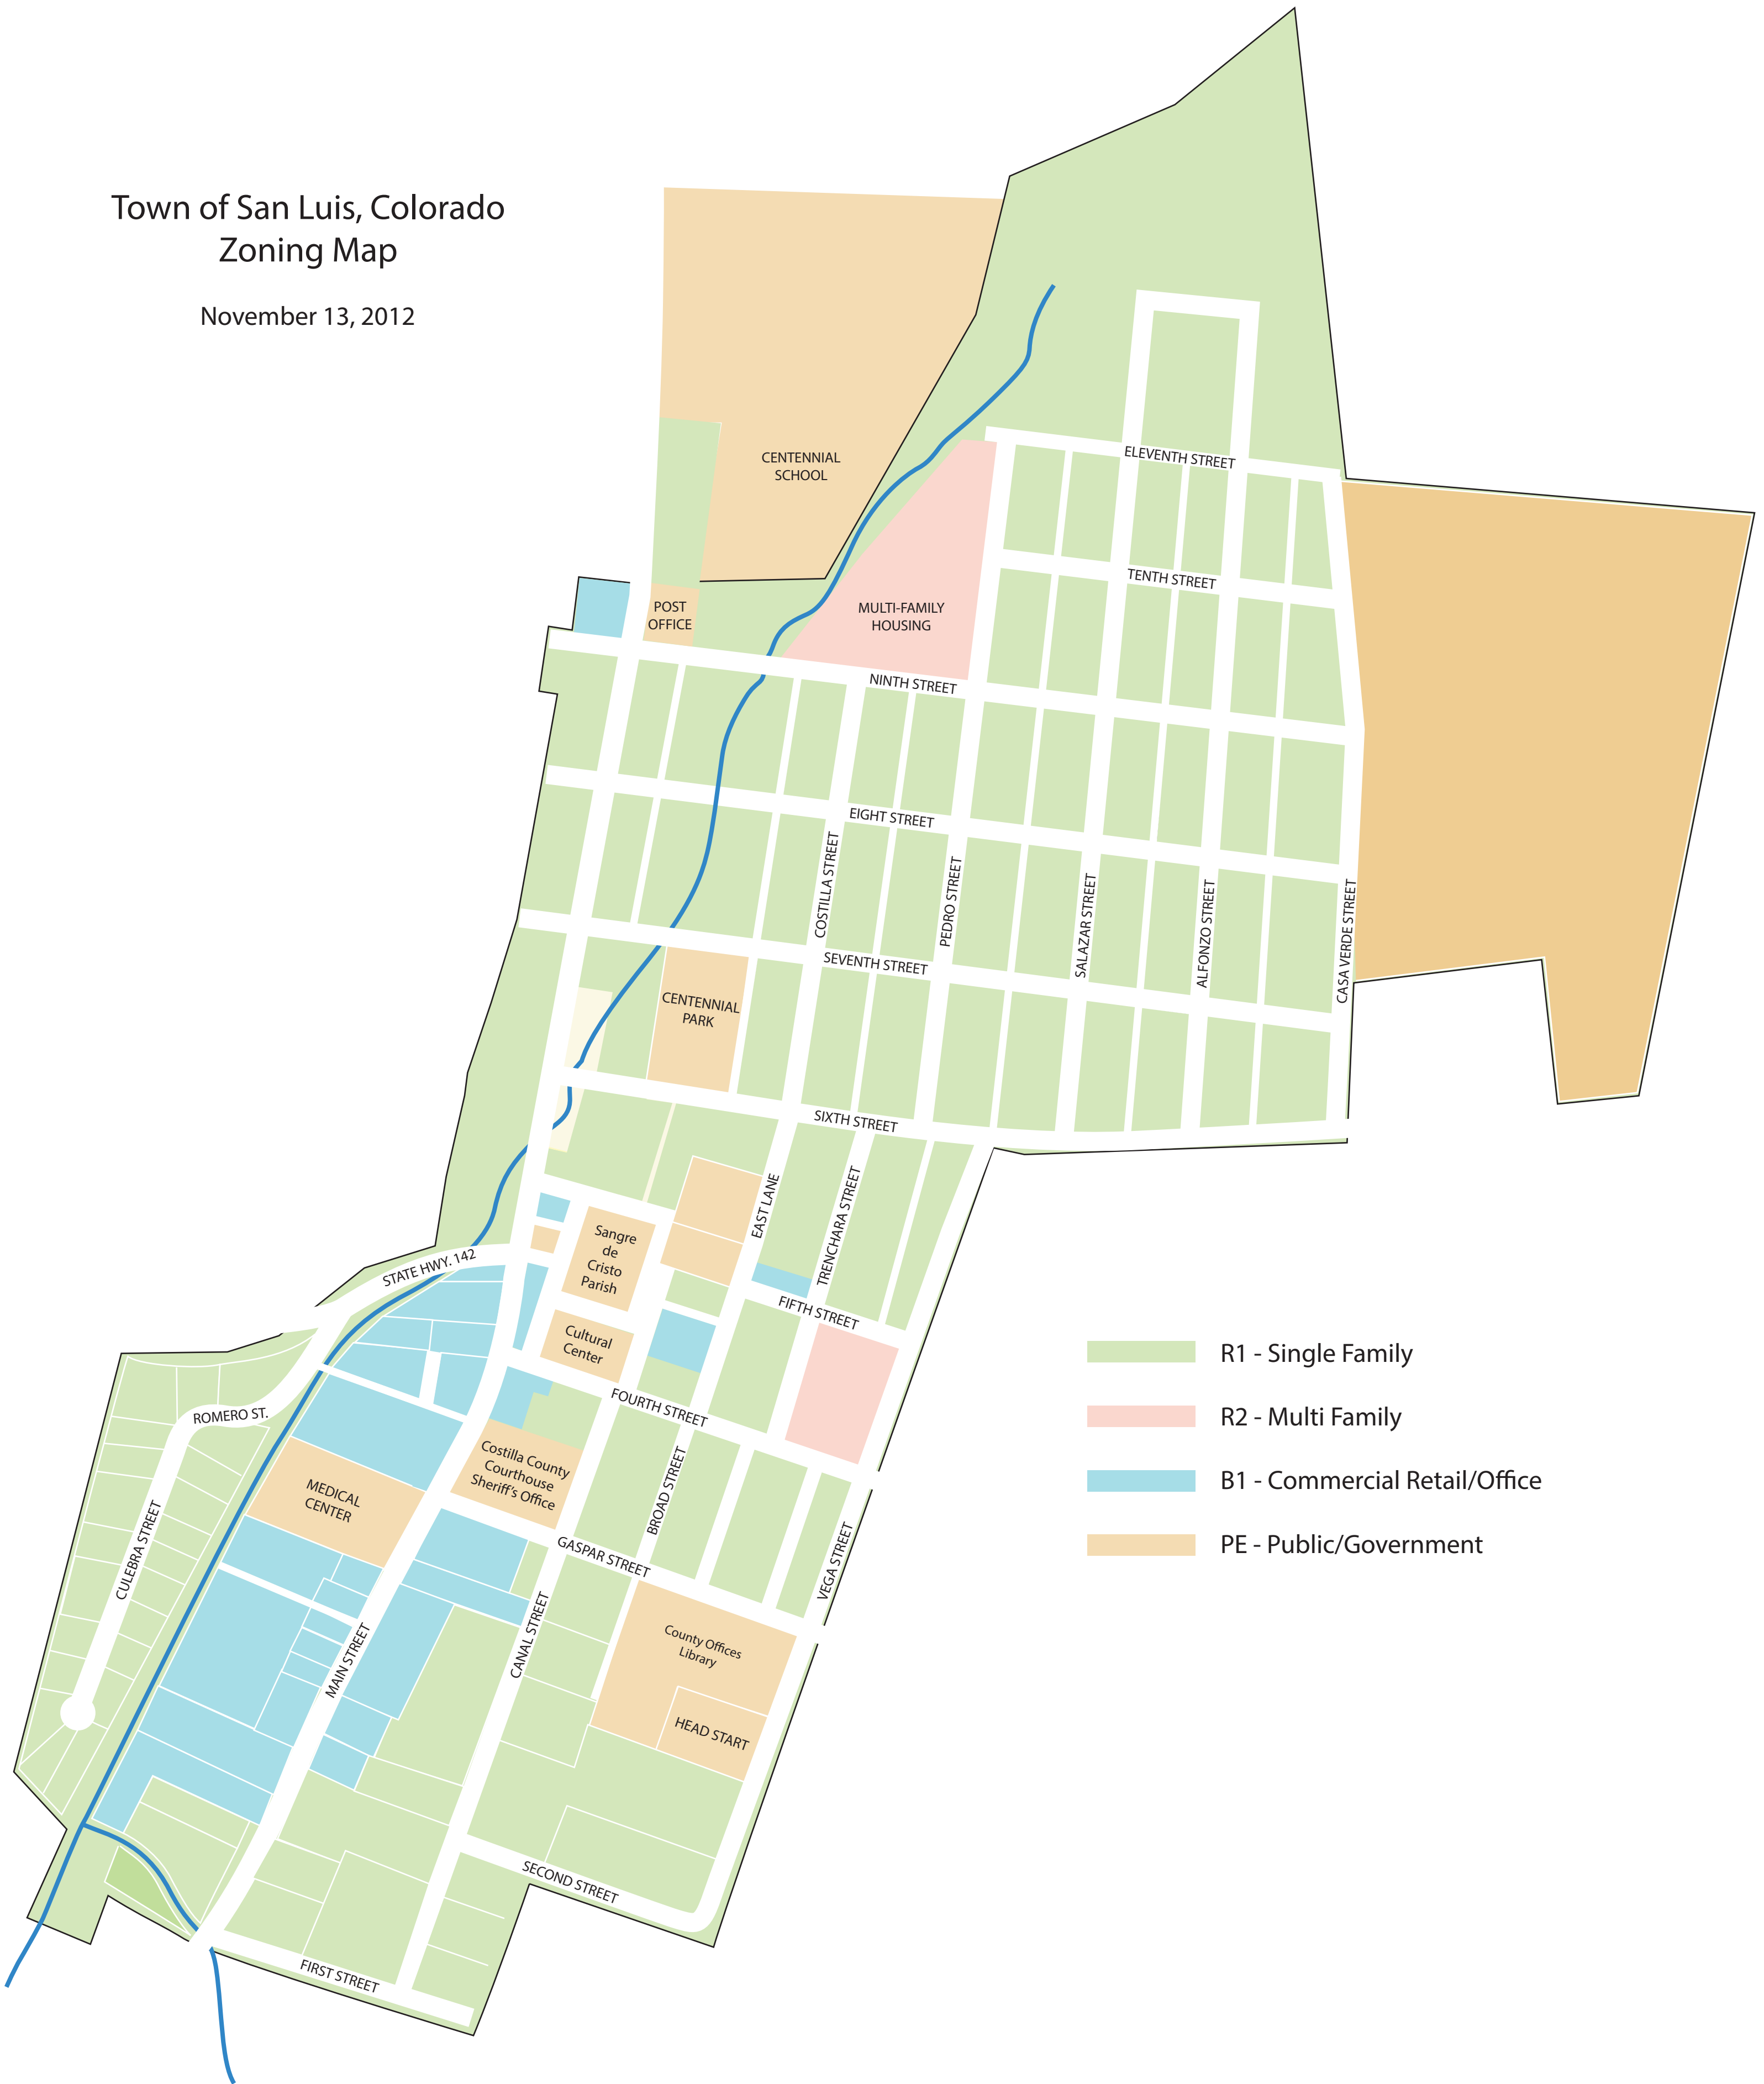 Town of San Luis, Colorado
Zoning Map
November 13, 2012
CENTENNIAL
SCHOOL
ELEVENTH STREET
TENTH STREET
POST
OFFICE
MULTI-FAMILY
HOUSING
NINTH STREET
EIGHT STREET
COSTILLA STREET
PEDRO STREET
SALAZAR STREET
ALFONZO STREET
CASA VERDE STREET
SEVENTH STREET
CENTENNIAL
PARK
SIXTH STREET
EAST LANE
TRENCHARA STREET
Sangre
de
Cristo
Parish
STATE HWY. 142
FIFTH STREET
Cultural
Center
R1 - Single Family
R2 - Multi Family
B1 - Commercial Retail/Office
PE - Public/Government
ROMERO ST.
FOURTH STREET
Costilla County
Courthouse
Sheriff's Office
MEDICAL
CENTER
BROAD STREET
CULEBRA STREET
GASPAR STREET
VEGA STREET
CANAL STREET
MAIN STREET
County Offices
Library
HEAD START
SECOND STREET
FIRST STREET